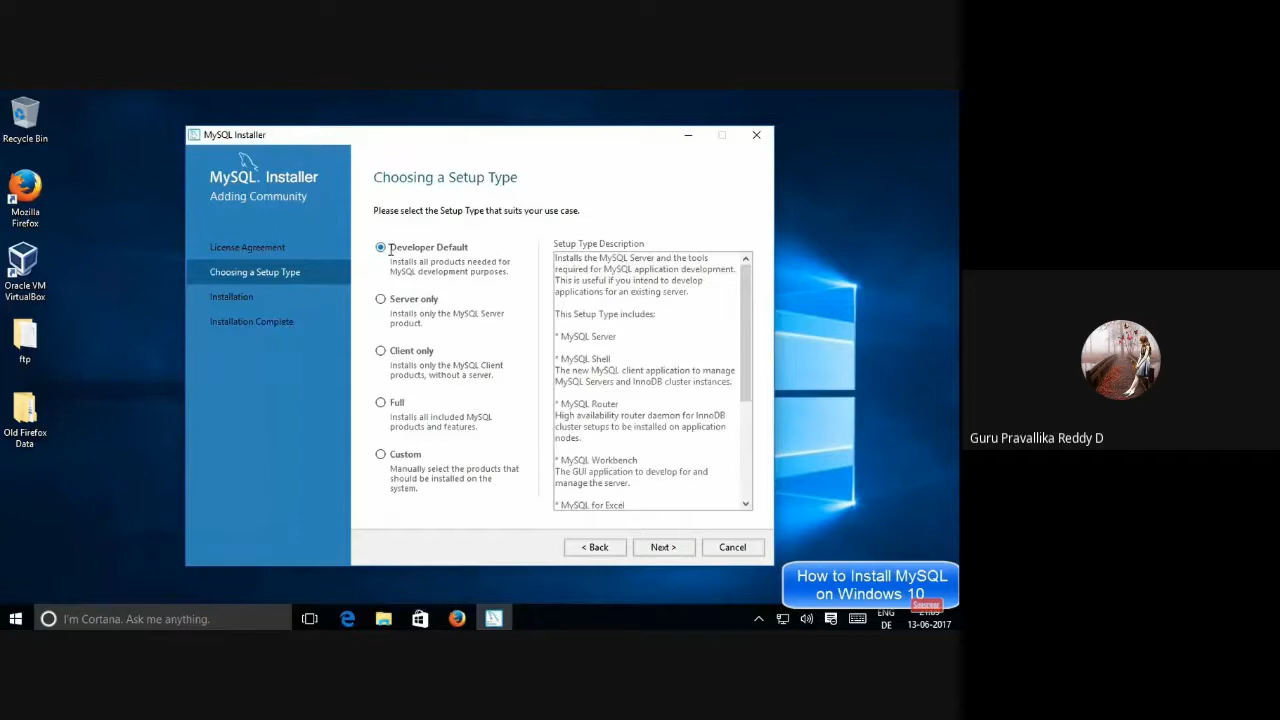 Recycle Bin
Mozilla
Firefox
Oracle VM
VirtualBox
ftp
Old Firefox
Data
MySQL Installer
MySQL. Installer
Adding Community
License Agreement
Choosing a Setup Type
Installation
Installation Complete
Choosing a Setup Type
Please select the Setup Type that suits your use case.
Developer Default
Installs all products needed for
MySQL development purposes.
Server only
Installs only the MySQL Server
product.
Client only
Installs only the MySQL Client
products, without a server.
Full
Installs all included MySQL
products and features.
Custom
Manually select the products that
should be installed on the
system.
Setup Type Description
Installs the MySQL Server and the tools
required for MySQL application development.
This is useful if you intend to develop
applications for an existing server.
This Setup Type includes:
* MySQL Server
* MySQL Shell
The new MySQL client application to manage
MySQL Servers and InnoDB cluster instances.
* MySQL Router
High availability router daemon for InnoDB
cluster setups to be installed on application
nodes.
* MySQL Workbench
The GUI application to develop for and
manage the server.
* MySQL for Excel
< Back
Next >
Cancel
How to Install MySQL
on Windows 10
Subscribe
I'm Cortana. Ask me anything.
ENG
DE
13-06-2017
Guru Pravallika Reddy D